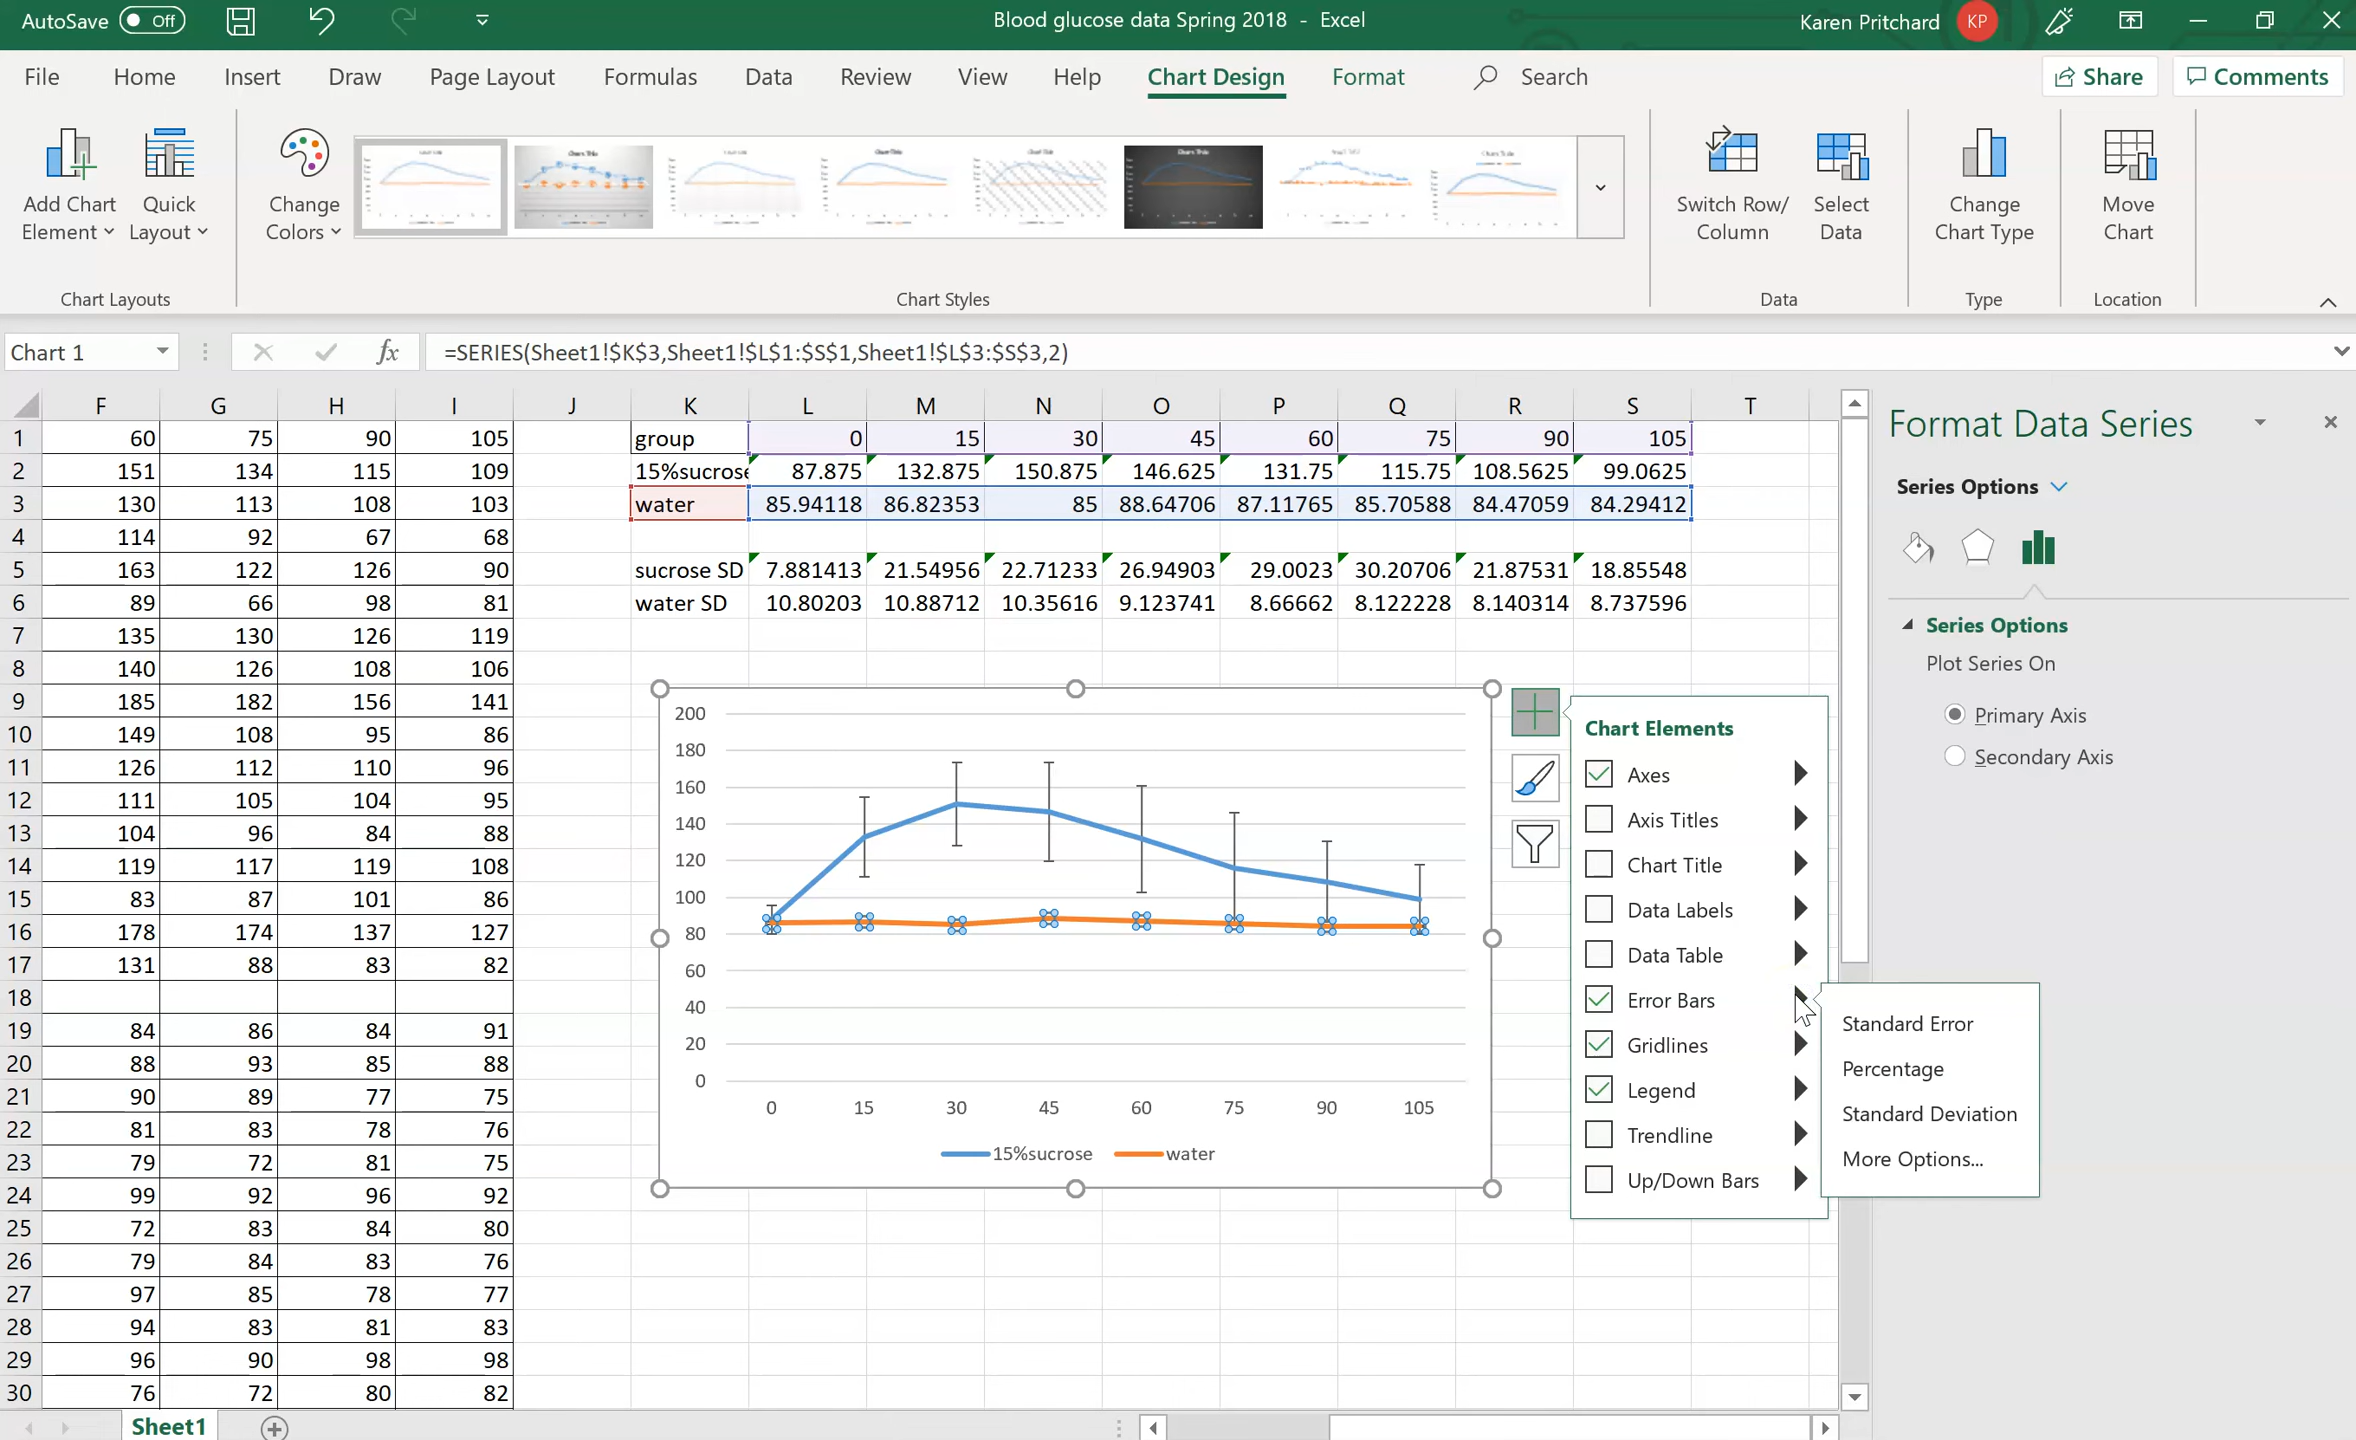 AutoSave Off
Blood glucose data Spring 2018 - Excel
Karen Pritchard KP
File Home Insert Draw Page Layout Formulas Data Review View Help Chart Design Format Search Share Comments
Add Chart Element
Quick Layout
Change Colors
Switch Row/ Column
Select Data
Change Chart Type
Move Chart
Chart Layouts Chart Styles Data Type Location
Chart 1 fx =SERIES(Sheet1!$K$3,Sheet1!$L$1:$S$1,Sheet1!$L$3:$S$3,2)
F G H I J K L M N O P Q R S T
1 60 75 90 105 group 0 15 30 45 60 75 90 105
2 151 134 115 109 15%sucrose 87.875 132.875 150.875 146.625 131.75 115.75 108.5625 99.0625
3 130 113 108 103 water 85.94118 86.82353 85 88.64706 87.11765 85.70588 84.47059 84.29412
4 114 92 67 68
5 163 122 126 90 sucrose SD 7.881413 21.54956 22.71233 26.94903 29.0023 30.20706 21.87531 18.85548
6 89 66 98 81 water SD 10.80203 10.88712 10.35616 9.123741 8.66662 8.122228 8.140314 8.737596
7 135 130 126 119
8 140 126 108 106
9 185 182 156 141
10 149 108 95 86
11 126 112 110 96
12 111 105 104 95
13 104 96 84 88
14 119 117 119 108
15 83 87 101 86
16 178 174 137 127
17 131 88 83 82
18
19 84 86 84 91
20 88 93 85 88
21 90 89 77 75
22 81 83 78 76
23 79 72 81 75
24 99 92 96 92
25 72 83 84 80
26 79 84 83 76
27 97 85 78 77
28 94 83 81 83
29 96 90 98 98
30 76 72 80 82
200
180
160
140
120
100
80
60
40
20
0
0 15 30 45 60 75 90 105
15%sucrose water
Chart Elements
Axes
Axis Titles
Chart Title
Data Labels
Data Table
Error Bars
Gridlines
Legend
Trendline
Up/Down Bars
Standard Error
Percentage
Standard Deviation
More Options...
Format Data Series
Series Options
Series Options
Plot Series On
Primary Axis
Secondary Axis
Sheet1